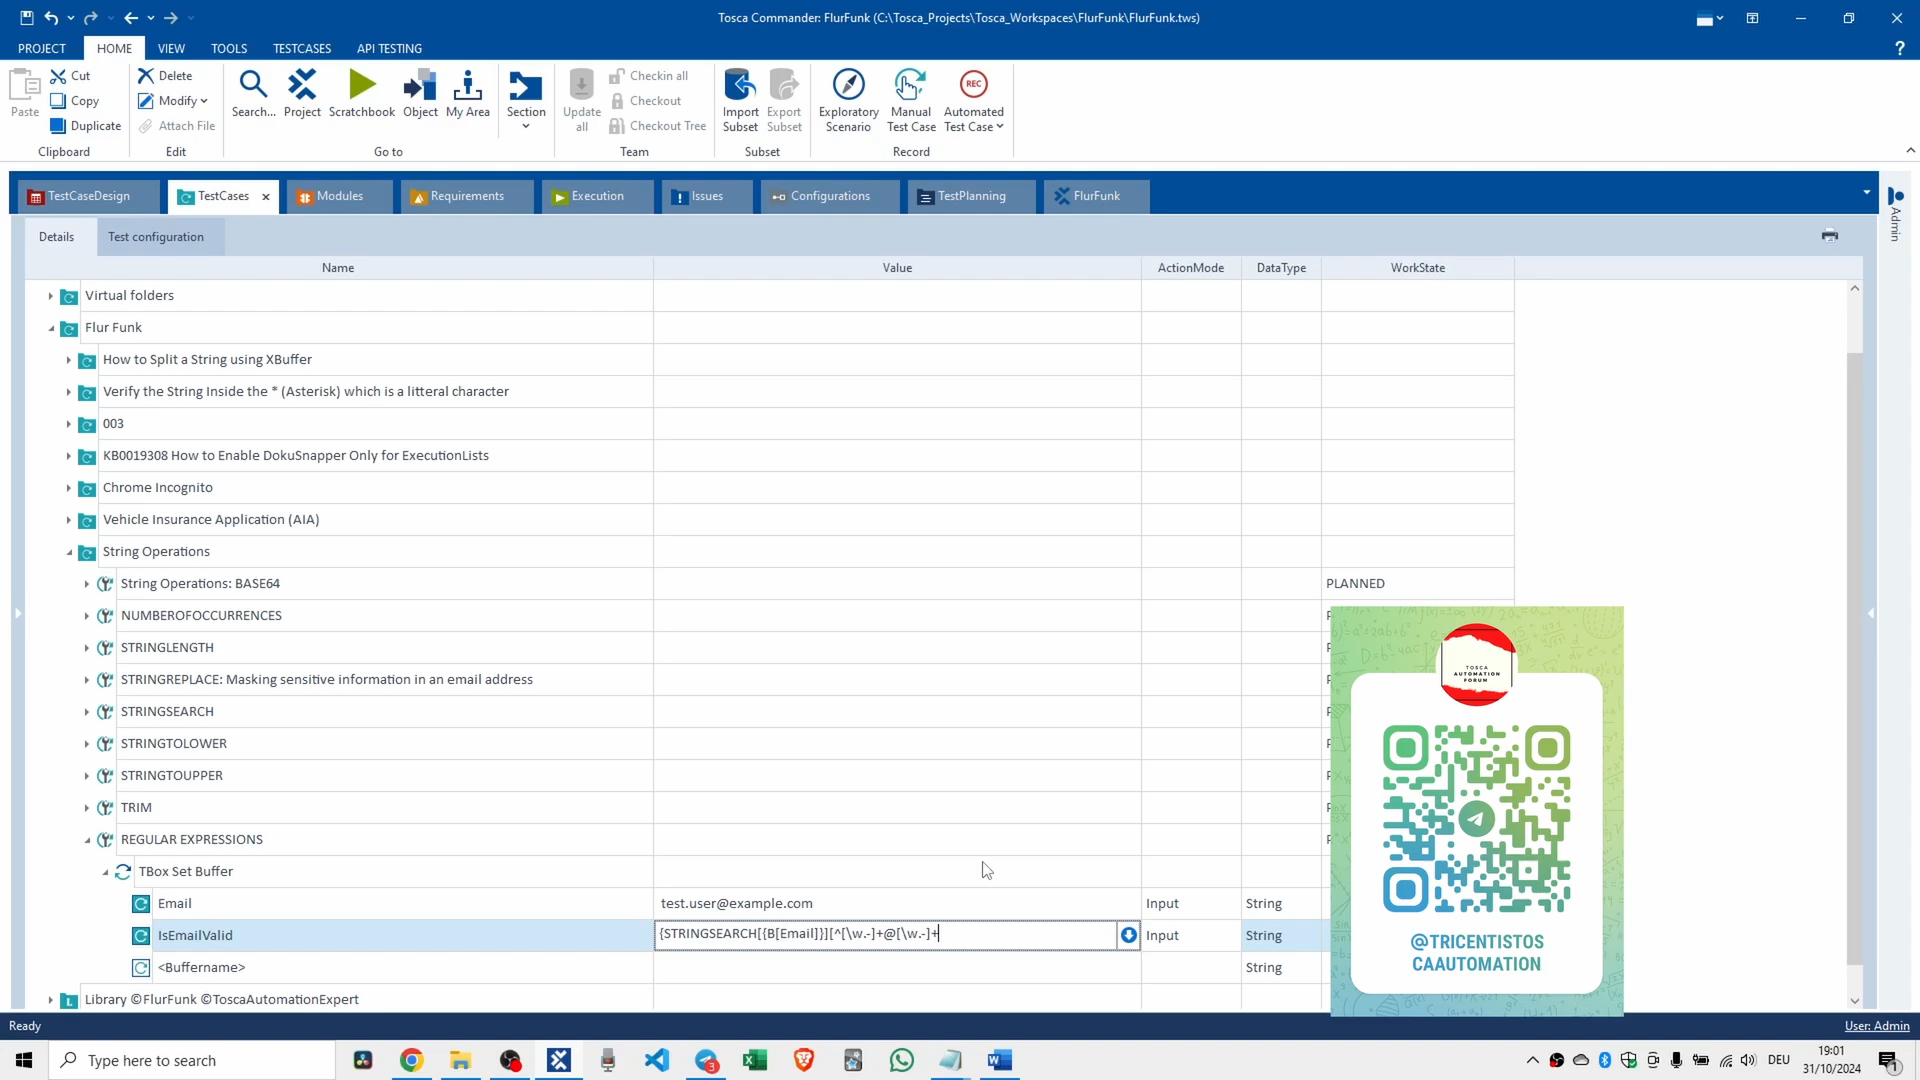 Tosca Commander: FlurFunk (C:\Tosca_Projects\Tosca_Workspaces\FlurFunk\FlurFunk.tws)
PROJECT HOME VIEW TOOLS TESTCASES API TESTING
?
Paste
Cut
Copy
Duplicate
Clipboard
Delete
Modify
Attach File
Edit
Search...
Project
Scratchbook
Object
My Area
Go to
Section
Update all
Checkin all
Checkout
Checkout Tree
Team
Import Subset
Export Subset
Subset
Exploratory Scenario
Manual Test Case
REC
Automated Test Case
Record
TestCaseDesign TestCases Modules Requirements Execution Issues Configurations TestPlanning FlurFunk
Admin
Details Test configuration
Name Value ActionMode DataType WorkState
Virtual folders
Flur Funk
How to Split a String using XBuffer
Verify the String Inside the * (Asterisk) which is a litteral character
003
KB0019308 How to Enable DokuSnapper Only for ExecutionLists
Chrome Incognito
Vehicle Insurance Application (AIA)
String Operations
String Operations: BASE64 PLANNED
NUMBEROFOCCURRENCES
STRINGLENGTH
STRINGREPLACE: Masking sensitive information in an email address
STRINGSEARCH
STRINGTOLOWER
STRINGTOUPPER
TRIM
REGULAR EXPRESSIONS
TBox Set Buffer
Email test.user@example.com Input String
IsEmailValid {STRINGSEARCH[{B[Email]}][^[\w.-]+@[\w.-]+ Input String
<Buffername> String
Library ©FlurFunk ©ToscaAutomationExpert
TOSCA
AUTOMATION
FORUM
@TRICENTISTOS
CAAUTOMATION
Ready User: Admin
Type here to search
3
DEU
19:01
31/10/2024
1